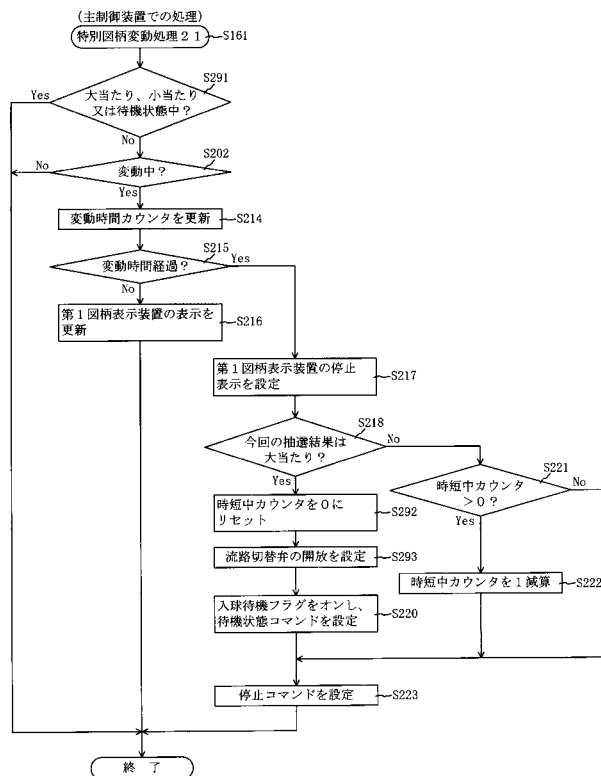 (主制御装置での処理)
特別図柄変動処理21
S161
S291
大当たり、小当たり
又は待機状態中?
Yes
No
S202
変動中?
No
Yes
変動時間カウンタを更新
S214
S215
変動時間経過?
Yes
No
第1図柄表示装置の表示を
更新
S216
第1図柄表示装置の停止
表示を設定
S217
S218
今回の抽選結果は
大当たり?
No
Yes
S221
時短中カウンタ
>0?
No
Yes
時短中カウンタを0に
リセット
S292
流路切替弁の開放を設定
S293
時短中カウンタを1減算
S222
入球待機フラグをオンし、
待機状態コマンドを設定
S220
停止コマンドを設定
S223
終 了